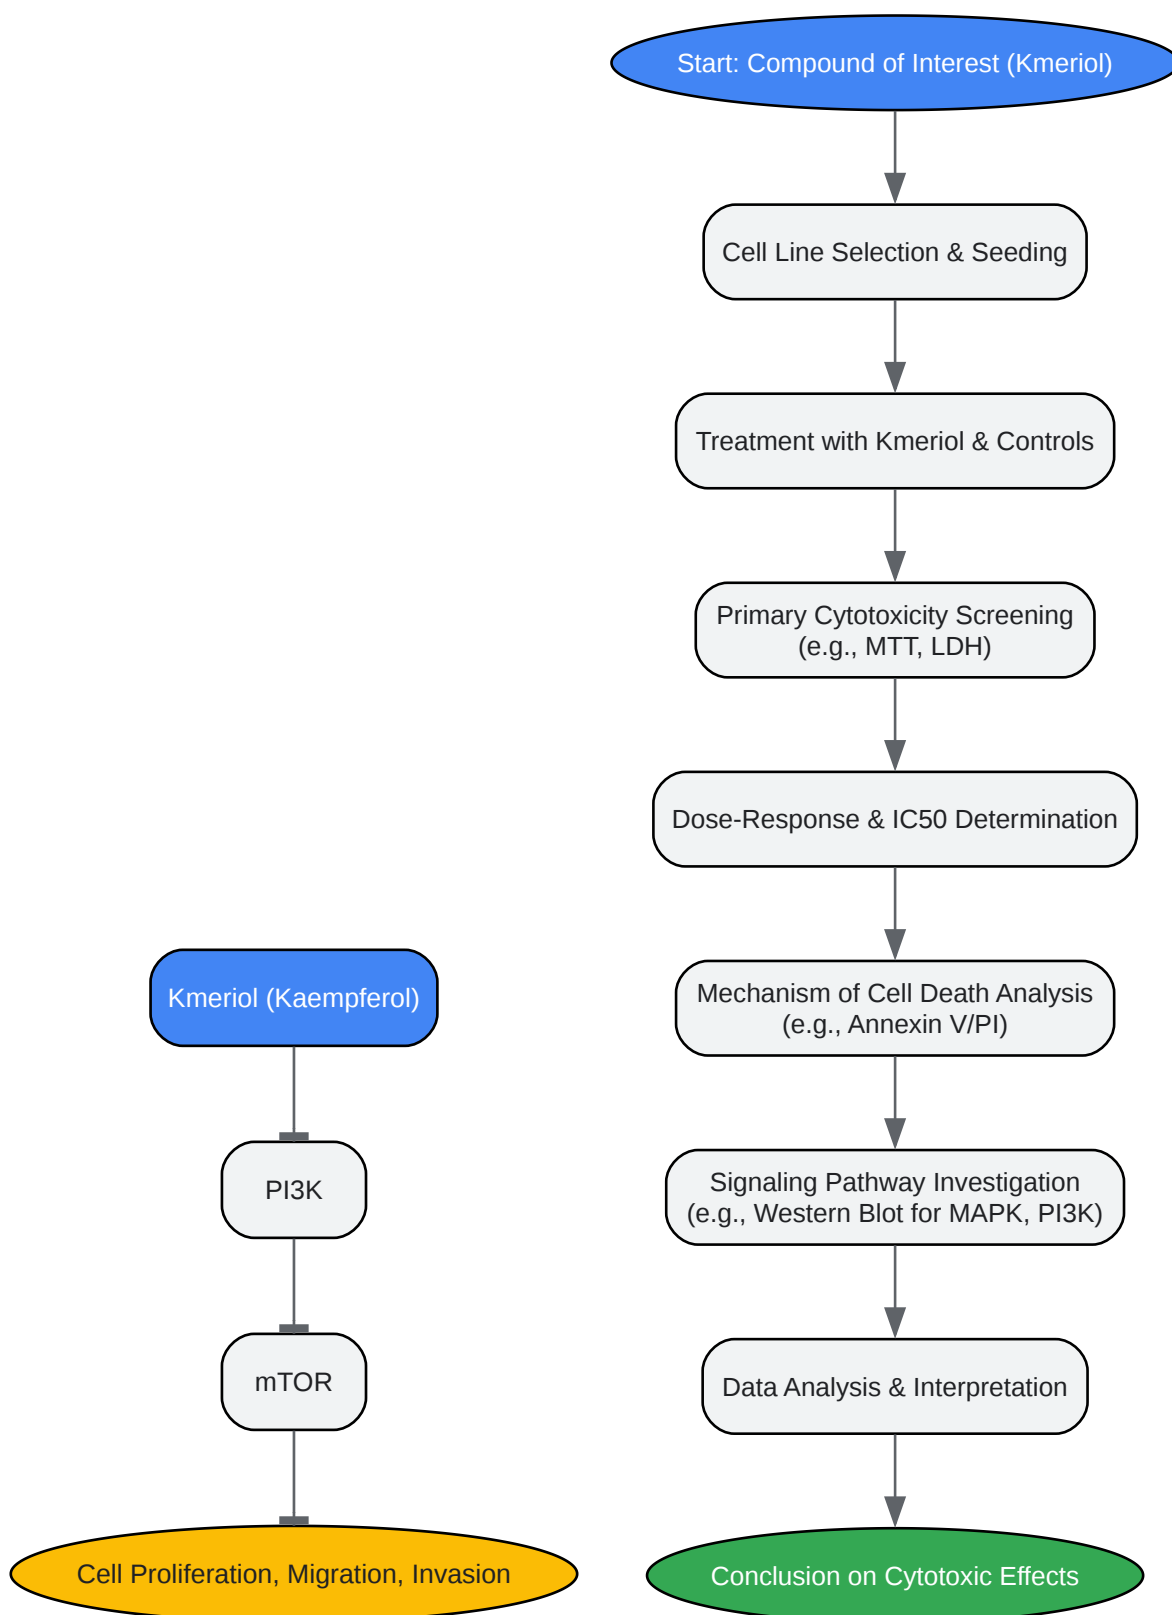 Start: Compound of Interest (Kmeriol)
Cell Line Selection & Seeding
Treatment with Kmeriol & Controls
Primary Cytotoxicity Screening
(e.g., MTT, LDH)
Dose-Response & IC50 Determination
Mechanism of Cell Death Analysis
(e.g., Annexin V/PI)
Signaling Pathway Investigation
(e.g., Western Blot for MAPK, PI3K)
Data Analysis & Interpretation
Conclusion on Cytotoxic Effects
Kmeriol (Kaempferol)
PI3K
mTOR
Cell Proliferation, Migration, Invasion